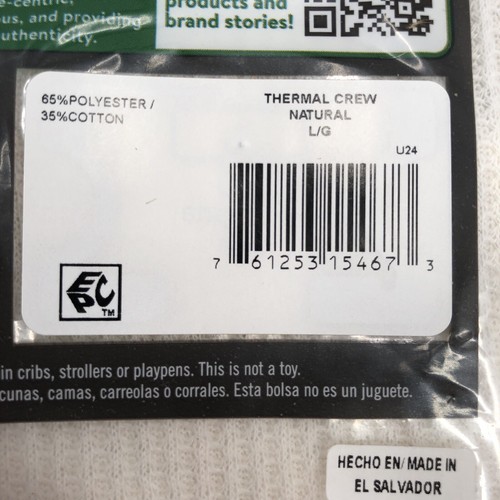 us, and providing
authenticity.
products and
brand stories!
65%POLYESTER /
35%COTTON
THERMAL CREW
NATURAL
L/G
U24
7 61253 15467 3
EPC™
in cribs, strollers or playpens. This is not a toy.
cunas, camas, carreolas o corrales. Esta bolsa no es un juguete.
HECHO EN/MADE IN
EL SALVADOR